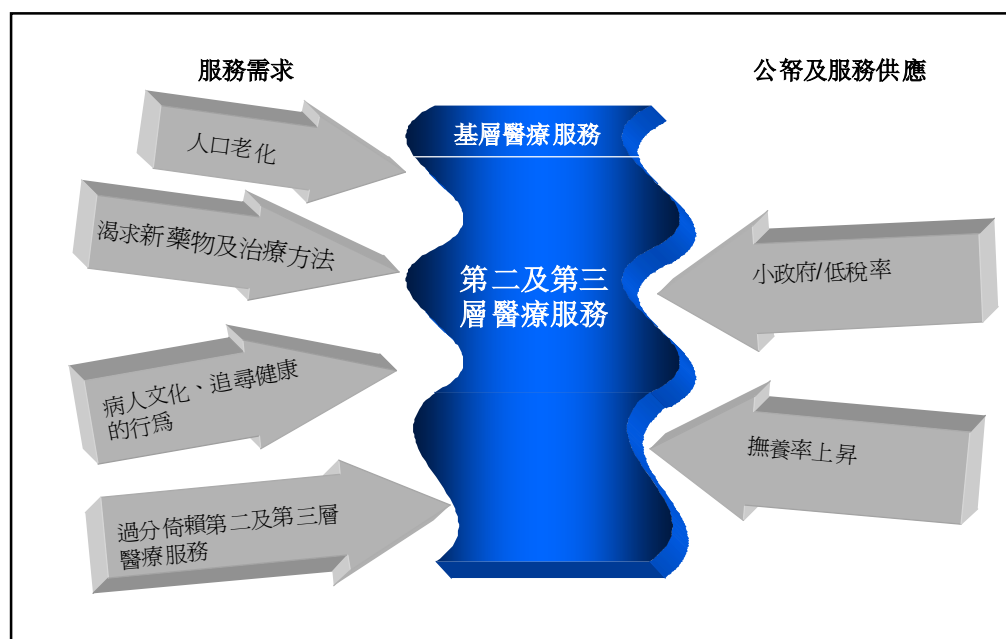 服務需求
公帑及服務供應
人口老化
渴求新藥物及治療方法
病人文化、追尋健康
的行為
過分倚賴第二及第三層
醫療服務
基層醫療服務
第二及第三
層醫療服務
小政府/低稅率
撫養率上昇